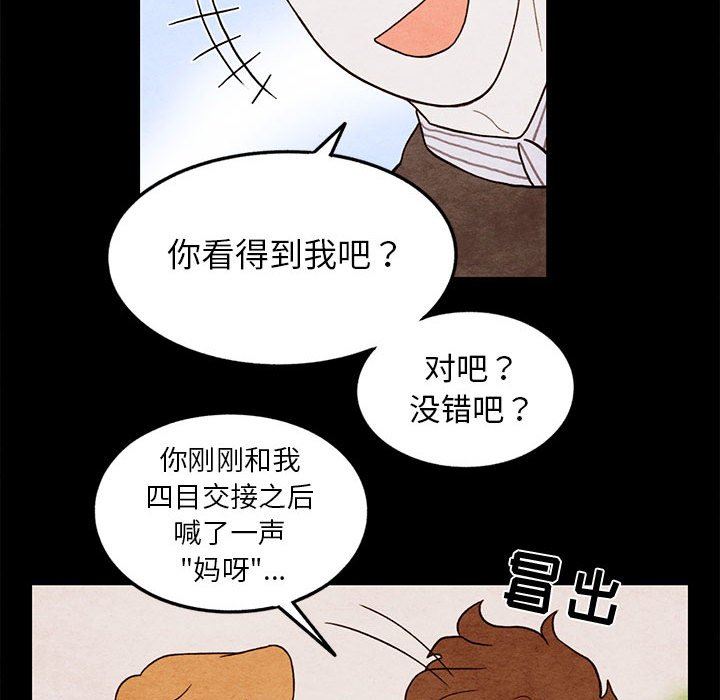 你看得到我吧？
对吧？
没错吧？
你刚刚和我
四目交接之后
喊了一声
"妈呀"...
冒出